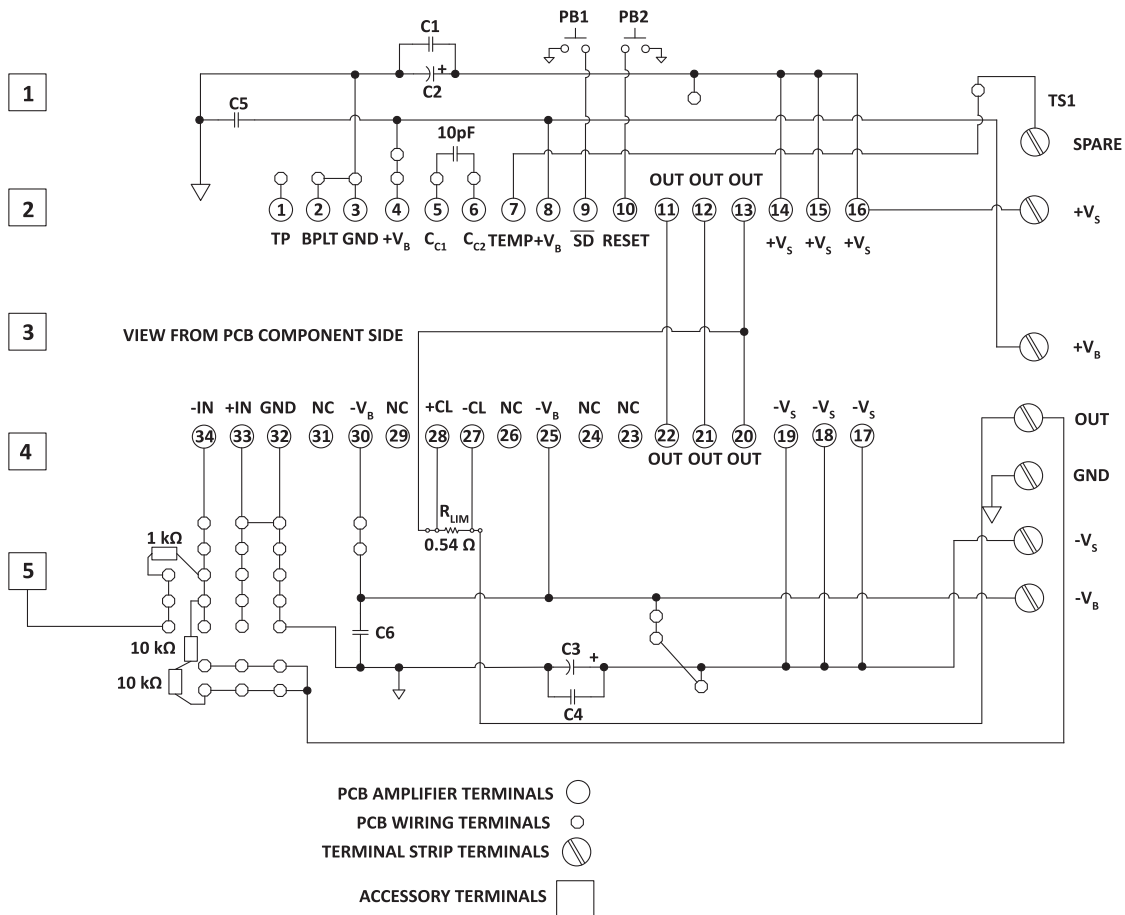 PB1 PB2
C1
C2
+
1
C5
10pF
TS1
SPARE
OUT OUT OUT
2
1 2 3 4 5 6 7 8 9 10 11 12 13 14 15 16
+VS
TP BPLT GND +VB CC1 CC2 TEMP +VB SD RESET +VS +VS +VS
3
VIEW FROM PCB COMPONENT SIDE
+VB
-IN +IN GND NC -VB NC +CL -CL NC -VB NC NC -VS -VS -VS
OUT
4
34 33 32 31 30 29 28 27 26 25 24 23 22 21 20 19 18 17
OUT OUT OUT
GND
RLIM
0.54 Ω
1 kΩ
-VS
5
-VB
C6
10 kΩ
C3 +
10 kΩ
C4
PCB AMPLIFIER TERMINALS
PCB WIRING TERMINALS
TERMINAL STRIP TERMINALS
ACCESSORY TERMINALS